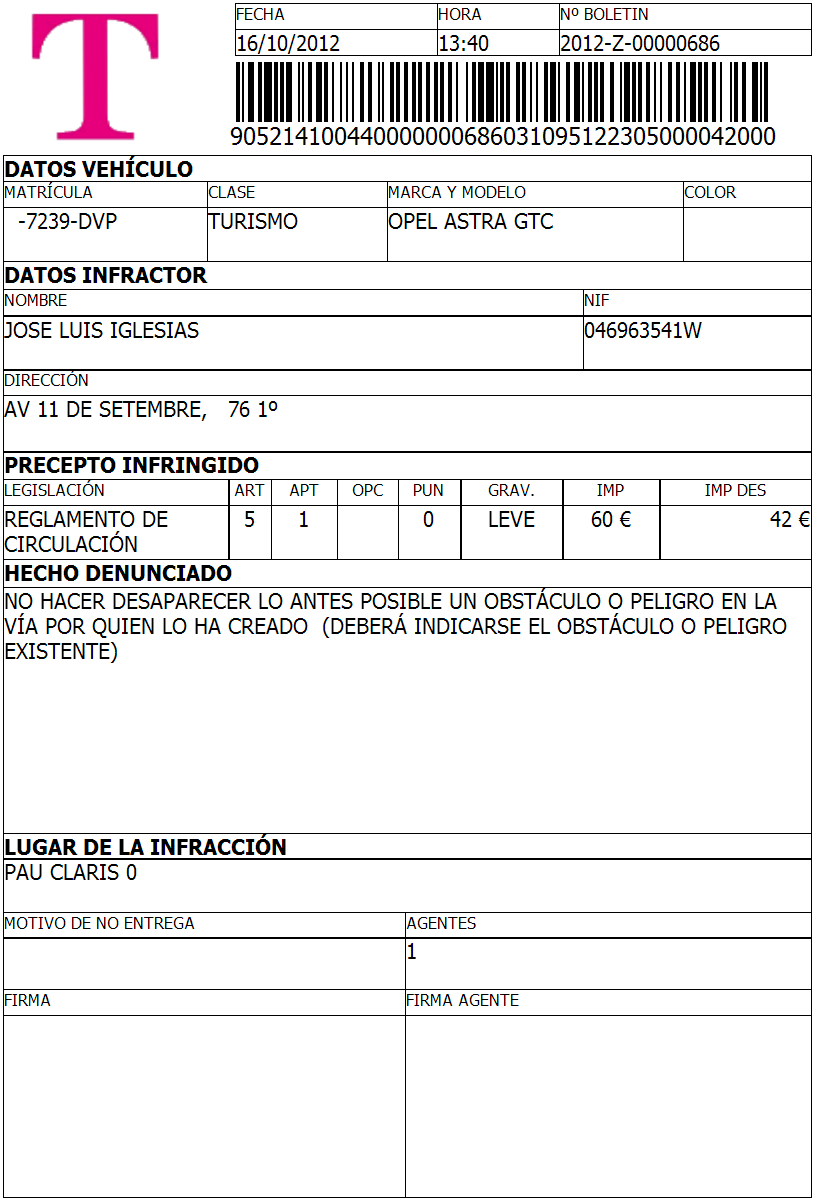 T
FECHA HORA Nº BOLETIN
16/10/2012 13:40 2012-Z-00000686
90521410044000000068603109512230500004 2000
DATOS VEHÍCULO
MATRÍCULA CLASE MARCA Y MODELO COLOR
-7239-DVP TURISMO OPEL ASTRA GTC
DATOS INFRACTOR
NOMBRE NIF
JOSE LUIS IGLESIAS 046963541W
DIRECCIÓN
AV 11 DE SETEMBRE, 76 1º
PRECEPTO INFRINGIDO
LEGISLACIÓN ART APT OPC PUN GRAV. IMP IMP DES
REGLAMENTO DE 5 1 0 LEVE 60 € 42 €
CIRCULACIÓN
HECHO DENUNCIADO
NO HACER DESAPARECER LO ANTES POSIBLE UN OBSTÁCULO O PELIGRO EN LA
VÍA POR QUIEN LO HA CREADO (DEBERÁ INDICARSE EL OBSTÁCULO O PELIGRO
EXISTENTE)
LUGAR DE LA INFRACCIÓN
PAU CLARIS 0
MOTIVO DE NO ENTREGA AGENTES
1
FIRMA FIRMA AGENTE